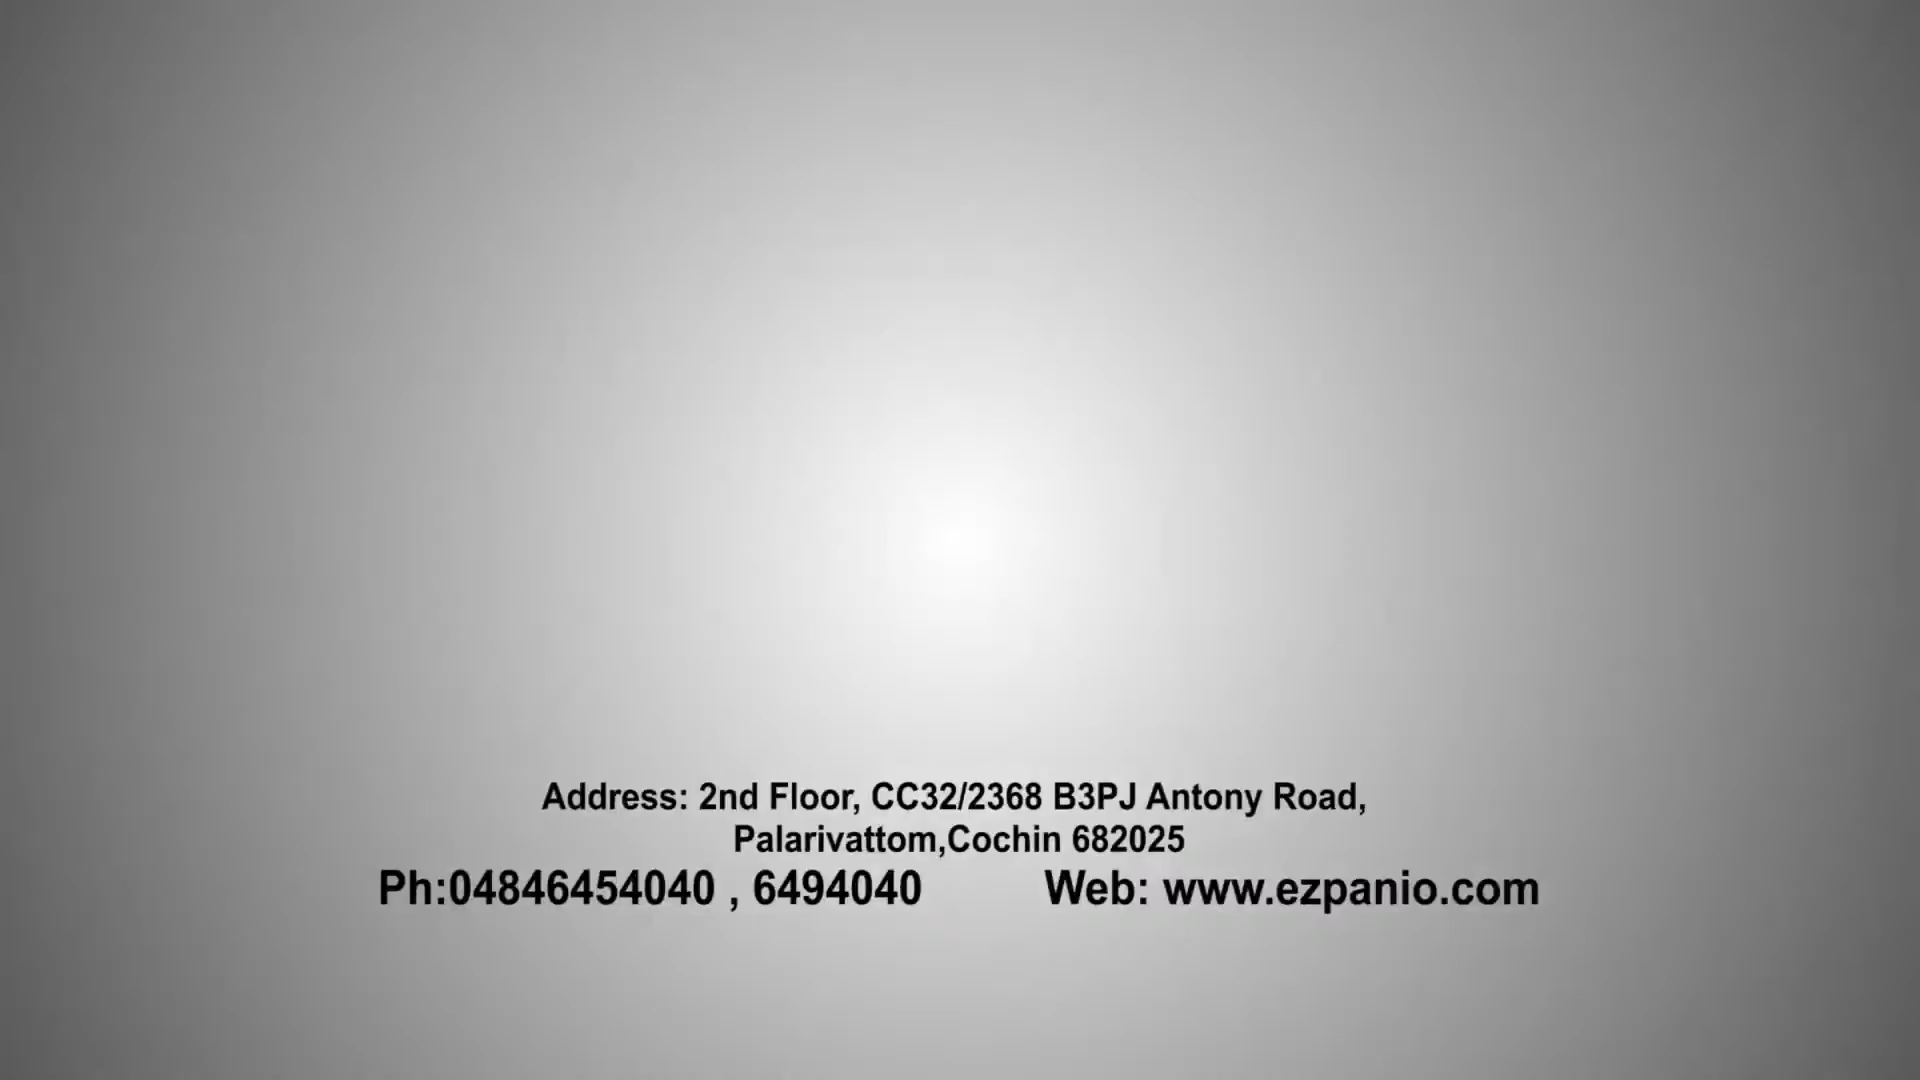 Address: 2nd Floor, CC32/2368 B3PJ Antony Road,
Palarivattom,Cochin 682025
Ph:04846454040 , 6494040 Web: www.ezpanio.com